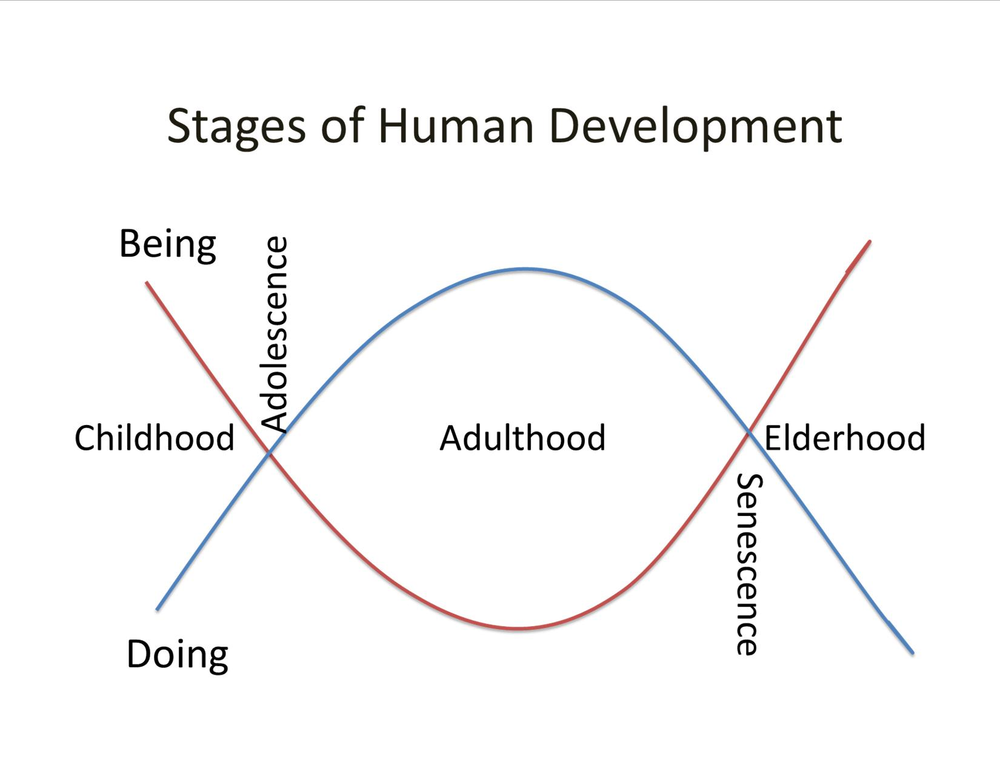 Stages of Human Development
Being
Adolescence
Childhood
Adulthood
Elderhood
Senescence
Doing